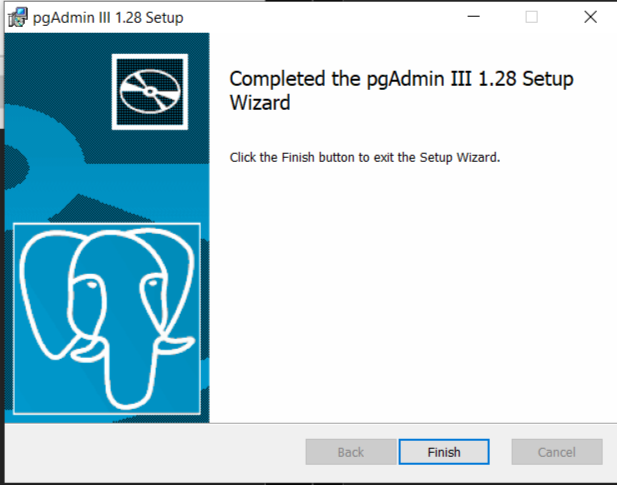 pgAdmin III 1.28 Setup
Completed the pgAdmin III 1.28 Setup
Wizard
Click the Finish button to exit the Setup Wizard.
Back Finish Cancel